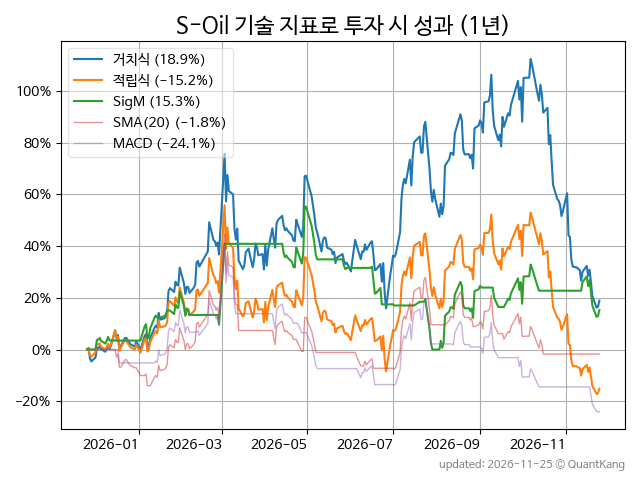 S-Oil 기술 지표로 투자 시 성과 (1년)
거치식 (18.9%)
적립식 (−15.2%)
SigM (15.3%)
SMA(20) (−1.8%)
MACD (−24.1%)
100%
80%
60%
40%
20%
0%
−20%
2026-01
2026-03
2026-05
2026-07
2026-09
2026-11
updated: 2026-11-25 © QuantKang